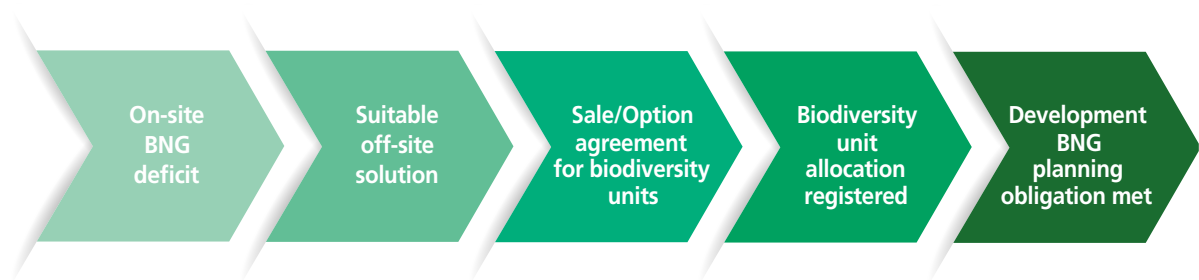 On-site
BNG
deficit
Suitable
off-site
solution
Sale/Option
agreement
for biodiversity
units
Biodiversity
unit
allocation
registered
Development
BNG
planning
obligation met